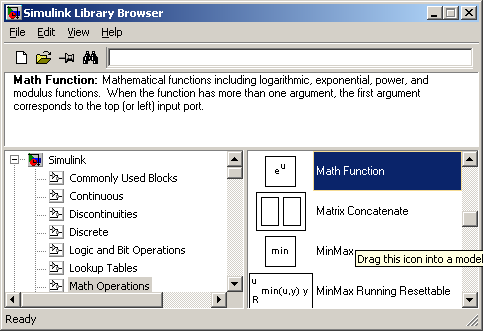 Simulink Library Browser
File Edit View Help
Math Function: Mathematical functions including logarithmic, exponential, power, and
modulus functions. When the function has more than one argument, the first argument
corresponds to the top (or left) input port.
Simulink
Commonly Used Blocks
Continuous
Discontinuities
Discrete
Logic and Bit Operations
Lookup Tables
Math Operations
e^u Math Function
Matrix Concatenate
min MinMax
Drag this icon into a model
u min(u,y) y MinMax Running Resettable
R
Ready